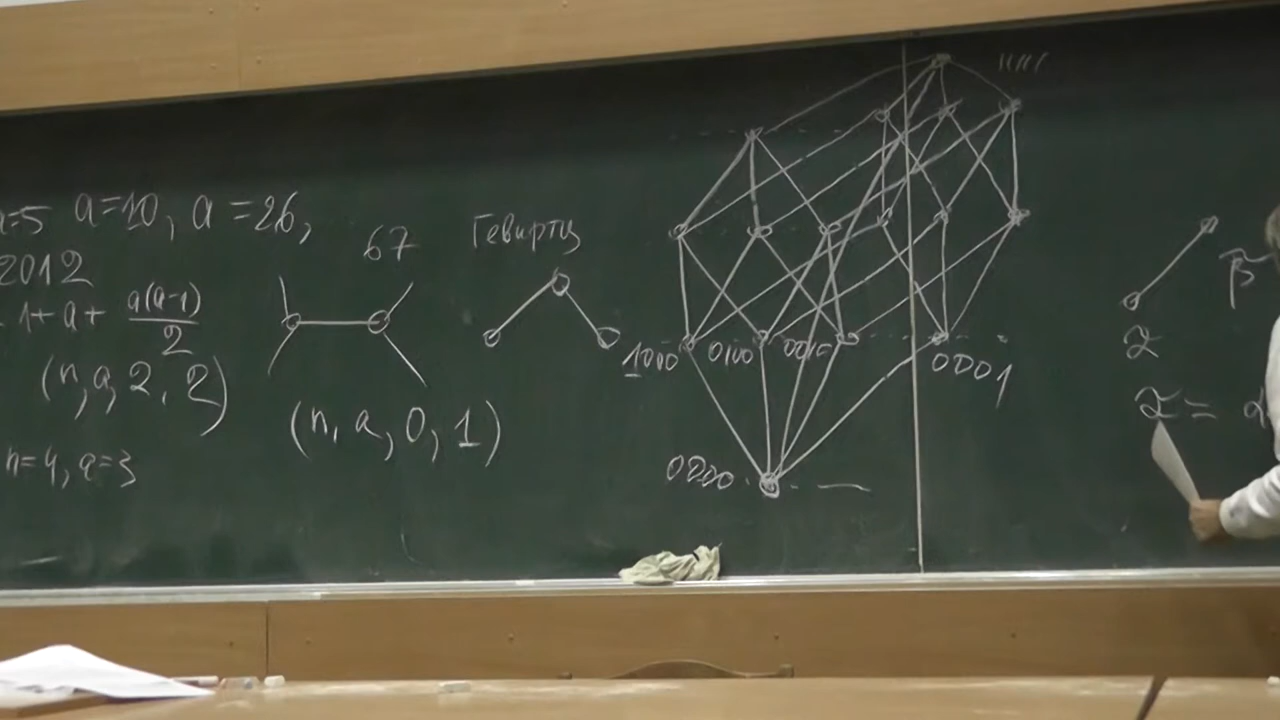 a=5 a=10, a=26,
2012
1+a+ a(a-1)/2
(n,a,2,2)
n=4, a=3
67
(n,a,0,1)
Гевиртц
1111
1000 0100 0010 0001
0000
β
α
α=